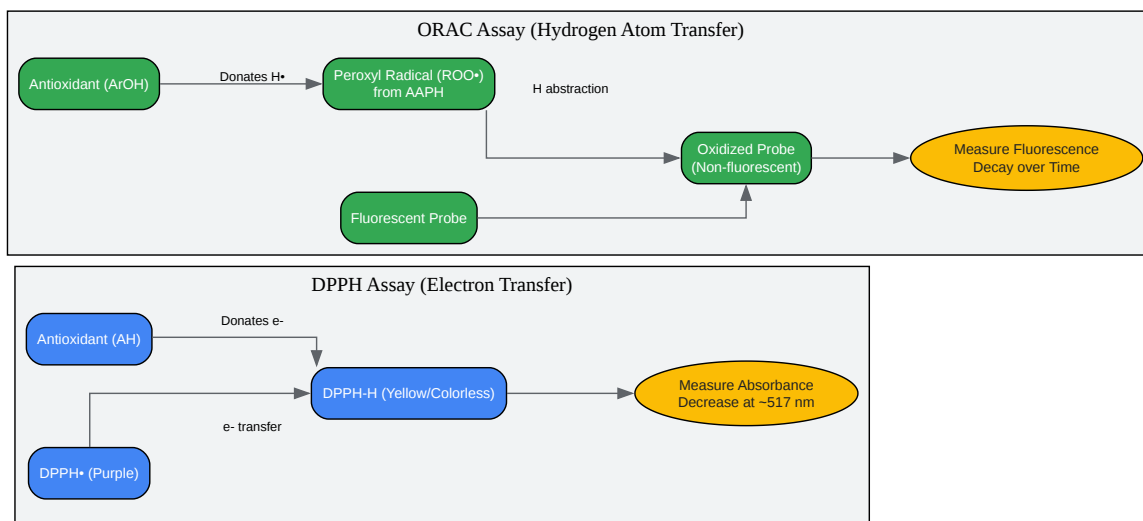 ORAC Assay (Hydrogen Atom Transfer)
Antioxidant (ArOH)
Donates H•
Peroxyl Radical (ROO•)
from AAPH
H abstraction
Oxidized Probe
(Non-fluorescent)
Measure Fluorescence
Decay over Time
Fluorescent Probe
DPPH Assay (Electron Transfer)
Antioxidant (AH)
Donates e-
DPPH-H (Yellow/Colorless)
Measure Absorbance
Decrease at ~517 nm
e- transfer
DPPH• (Purple)